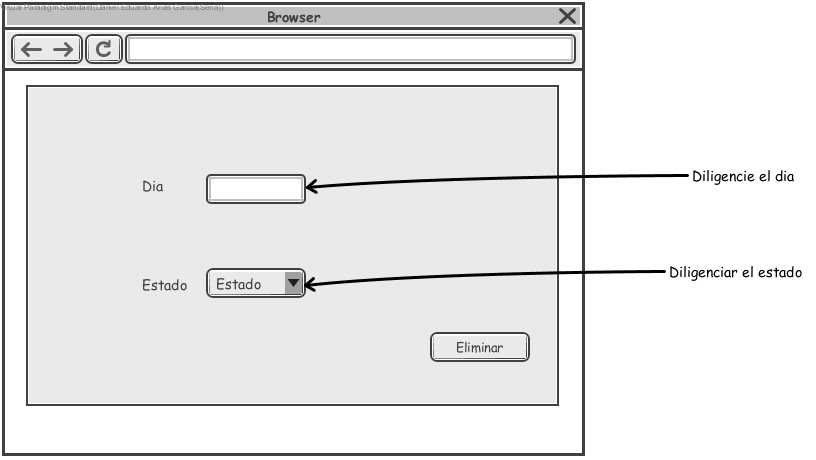 Visual Paradigm Standard(Daniel Eduardo Arias Garcia(Sena))
Browser
Dia
Diligencie el dia
Estado
Estado
Diligenciar el estado
Eliminar